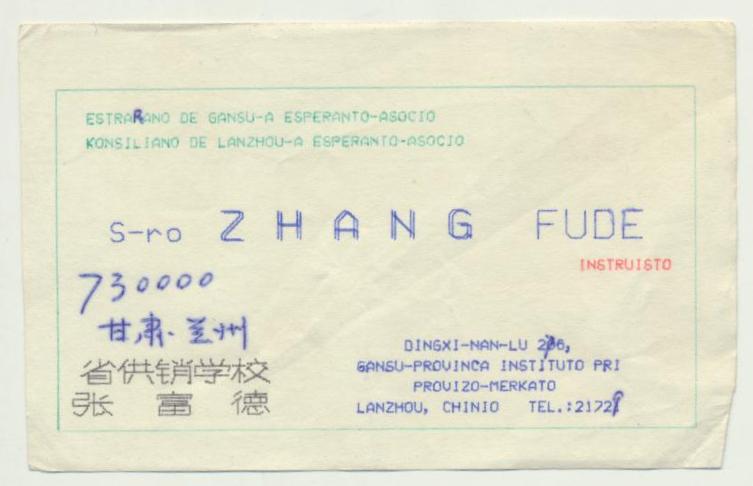 ESTRARANO DE GANSU-A ESPERANTO-ASOCIO
KONSILIANO DE LANZHOU-A ESPERANTO-ASOCIO
S-ro ZHANG FUDE
INSTRUISTO
730000
甘肃·兰州
省供销学校
张富德
DINGXI-NAN-LU
GANSU-PROVINCA INSTITUTO PRI
PROVIZO-MERKATO
LANZHOU, CHINIO TEL.: